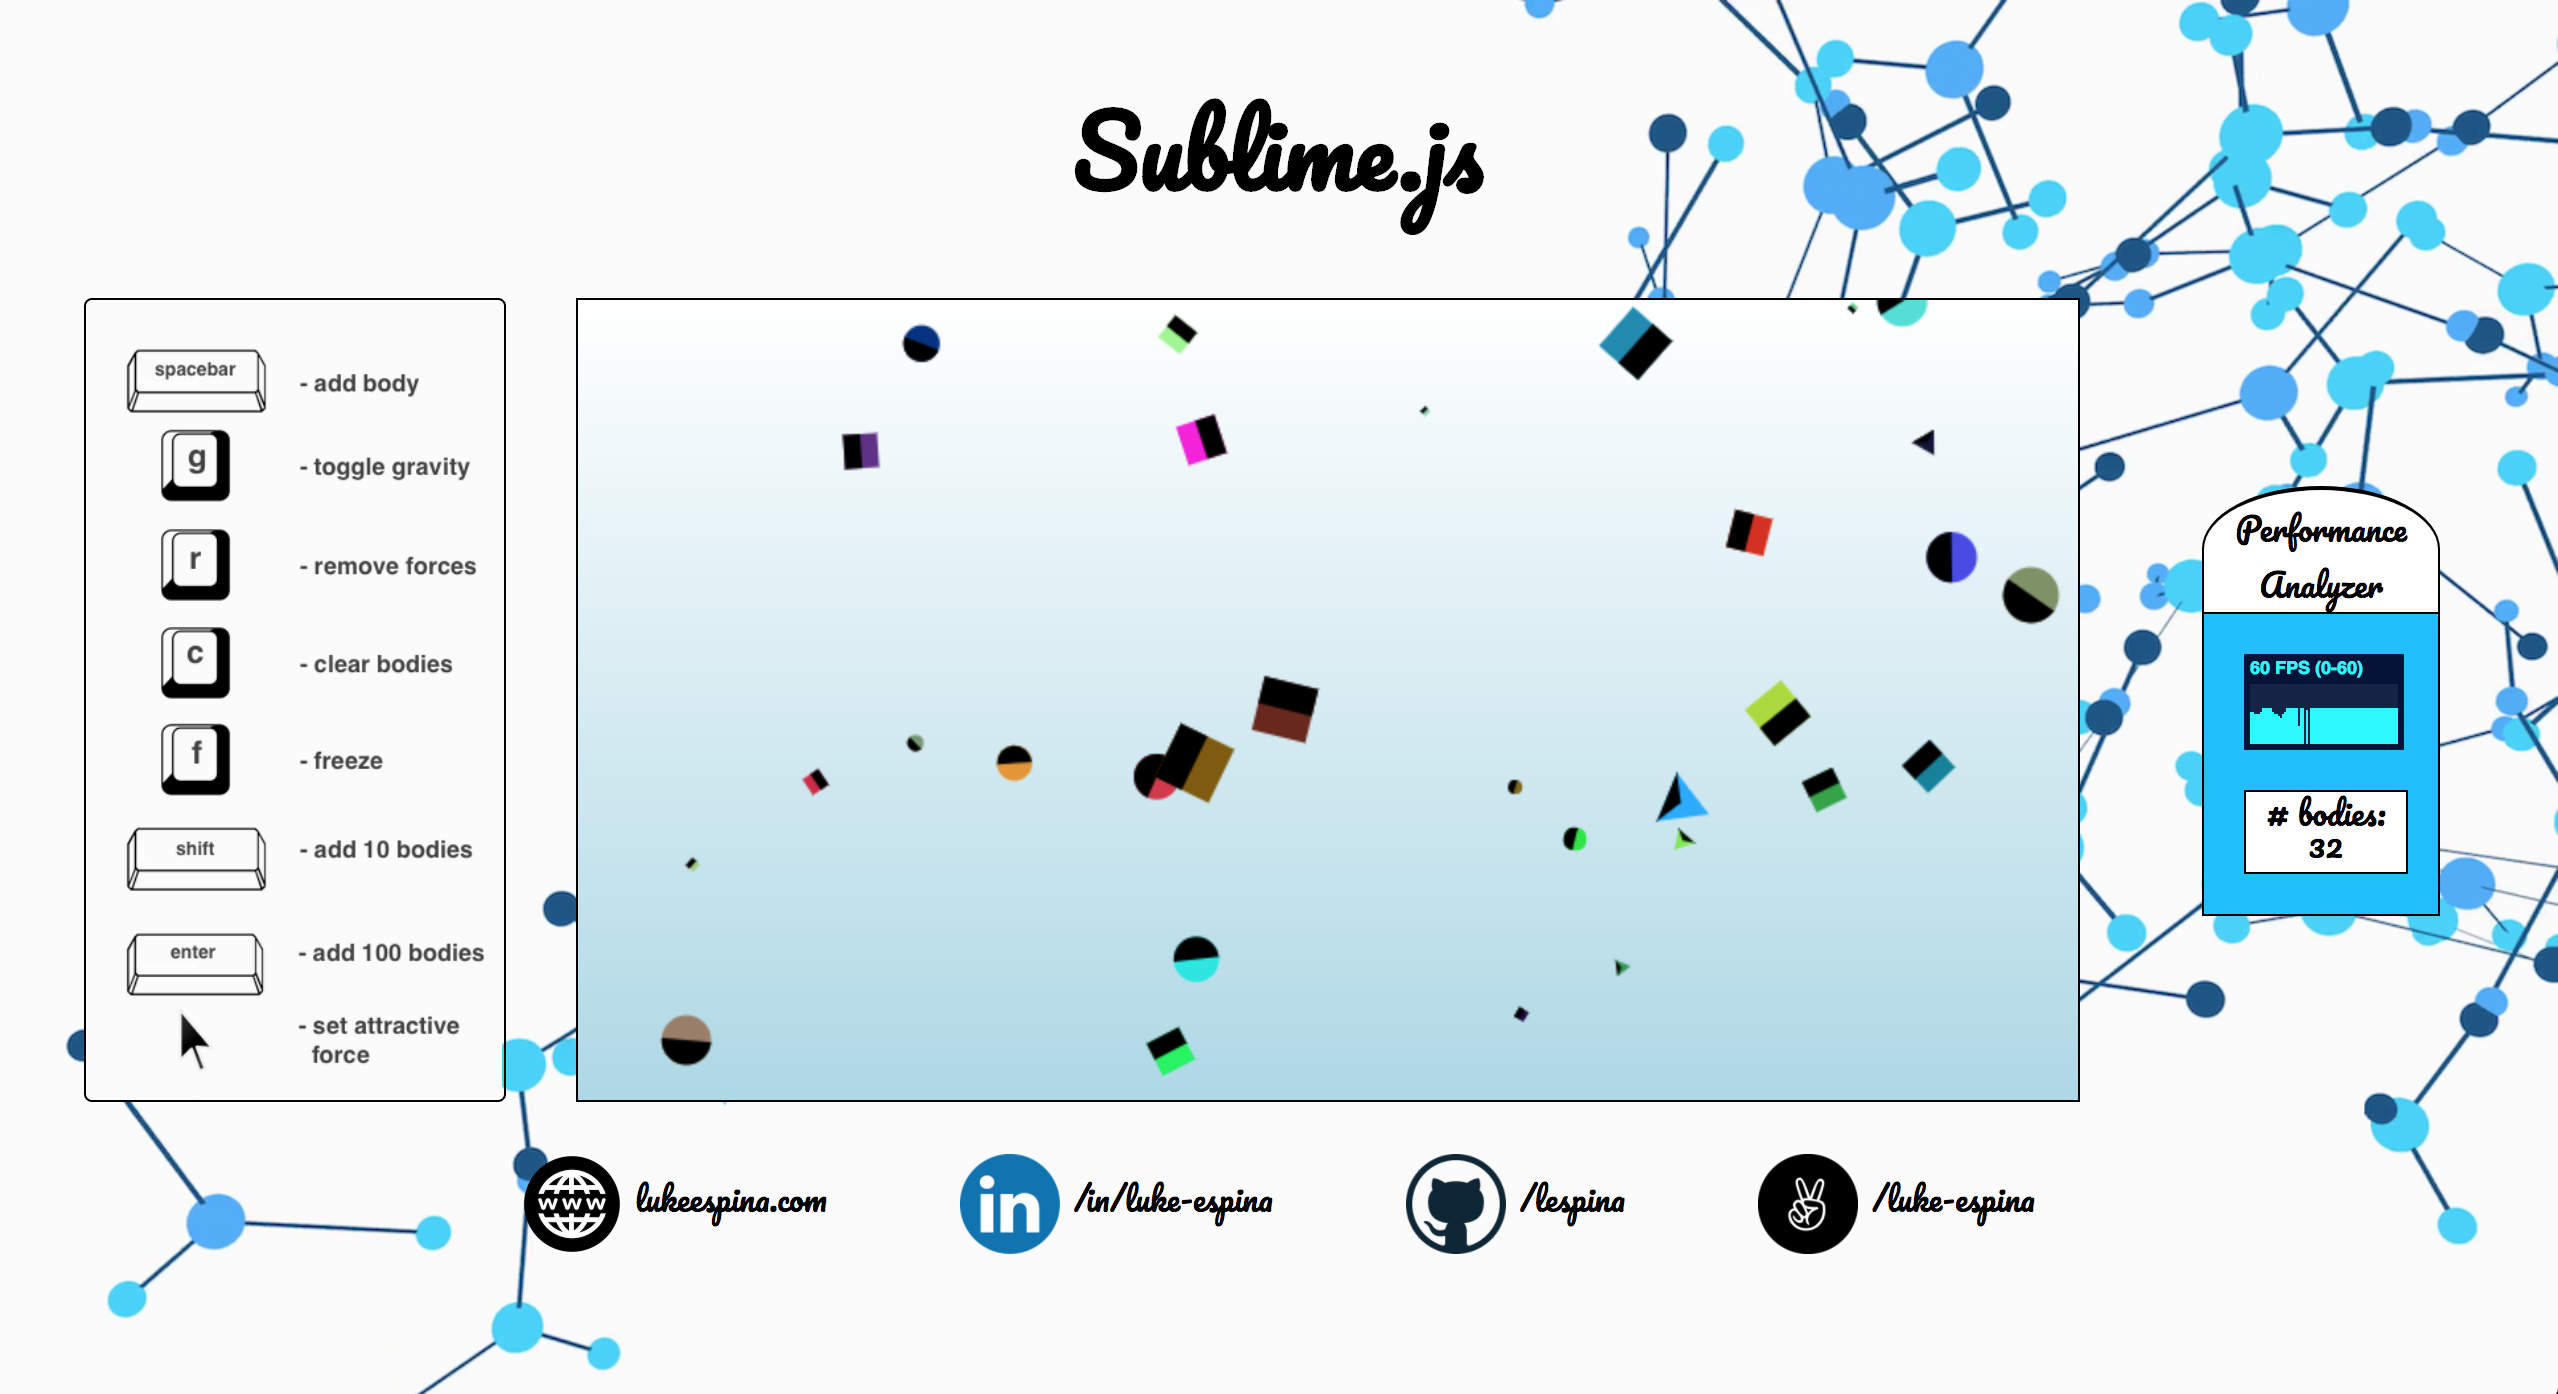 Sublime.js
spacebar
- add body
g
- toggle gravity
r
- remove forces
c
- clear bodies
f
- freeze
shift
- add 10 bodies
enter
- add 100 bodies
- set attractive
force
Performance
Analyzer
60 FPS (0-60)
# bodies:
32
www
lukeespina.com
in
/in/luke-espina
/lespina
/luke-espina